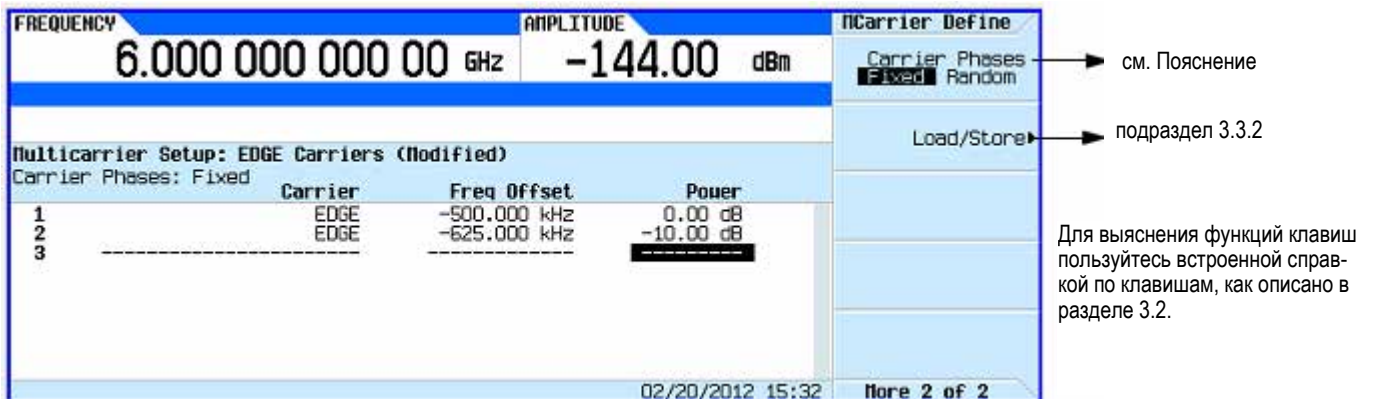 FREQUENCY
6.000 000 000 00 GHz
AMPLITUDE
-144.00 dBm
MCarrier Define
Carrier Phases
Fixed Random
см. Пояснение
Load/Store
подраздел 3.3.2
Multicarrier Setup: EDGE Carriers (Modified)
Carrier Phases: Fixed
Carrier Freq Offset Power
1 EDGE -500.000 kHz 0.00 dB
2 EDGE -625.000 kHz -10.00 dB
3 -------------------- ------------- ---------
Для выяснения функций клавиш
пользуйтесь встроенной справ-
кой по клавишам, как описано в
разделе 3.2.
02/20/2012 15:32
More 2 of 2